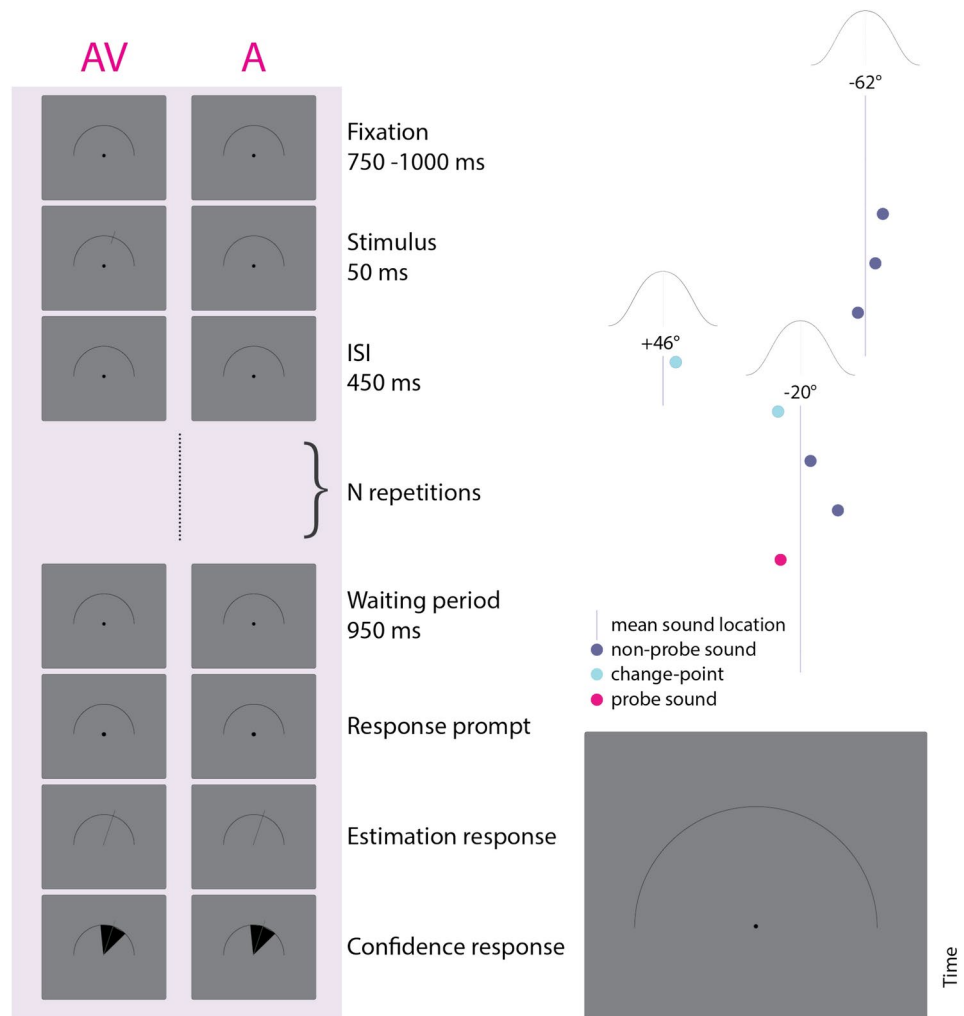 AV
A
Fixation
750 -1000 ms
Stimulus
50 ms
ISI
450 ms
N repetitions
Waiting period
950 ms
Response prompt
Estimation response
Confidence response
-62°
+46°
-20°
mean sound location
non-probe sound
change-point
probe sound
Time